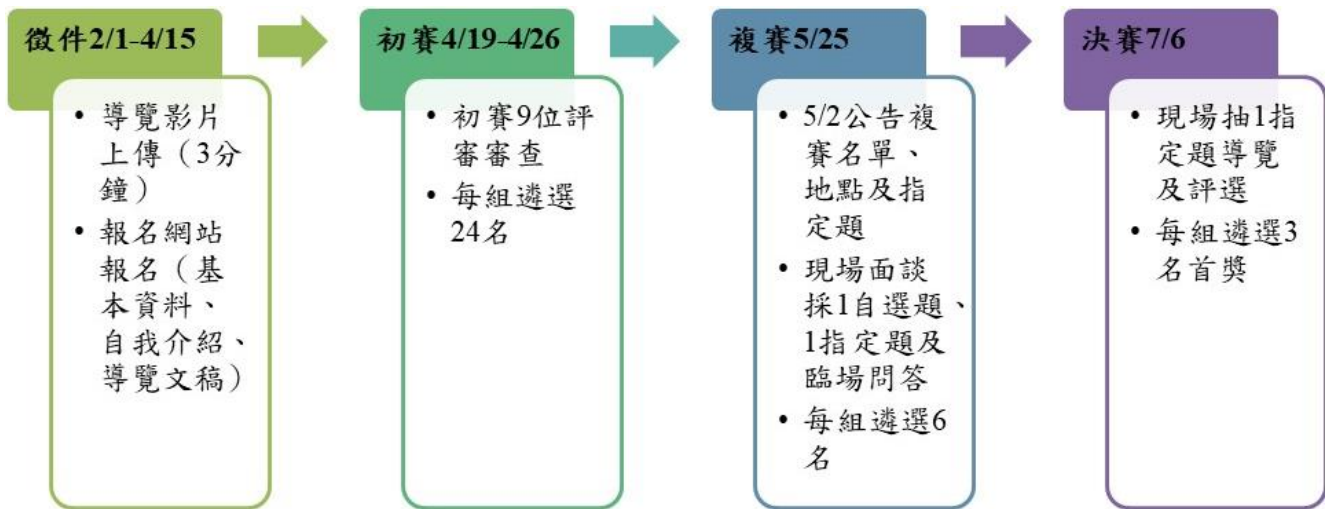 徵件2/1-4/15
• 導覽影片
上傳（3分
鐘）
• 報名網站
報名（基
本資料、
自我介紹、
導覽文稿）
初賽4/19-4/26
• 初賽9位評
審審查
• 每組遴選
24名
複賽5/25
• 5/2公告複
賽名單、
地點及指
定題
• 現場面談
採1自選題、
1指定題及
臨場問答
• 每組遴選6
名
決賽7/6
• 現場抽1指
定題導覽
及評選
• 每組遴選3
名首獎